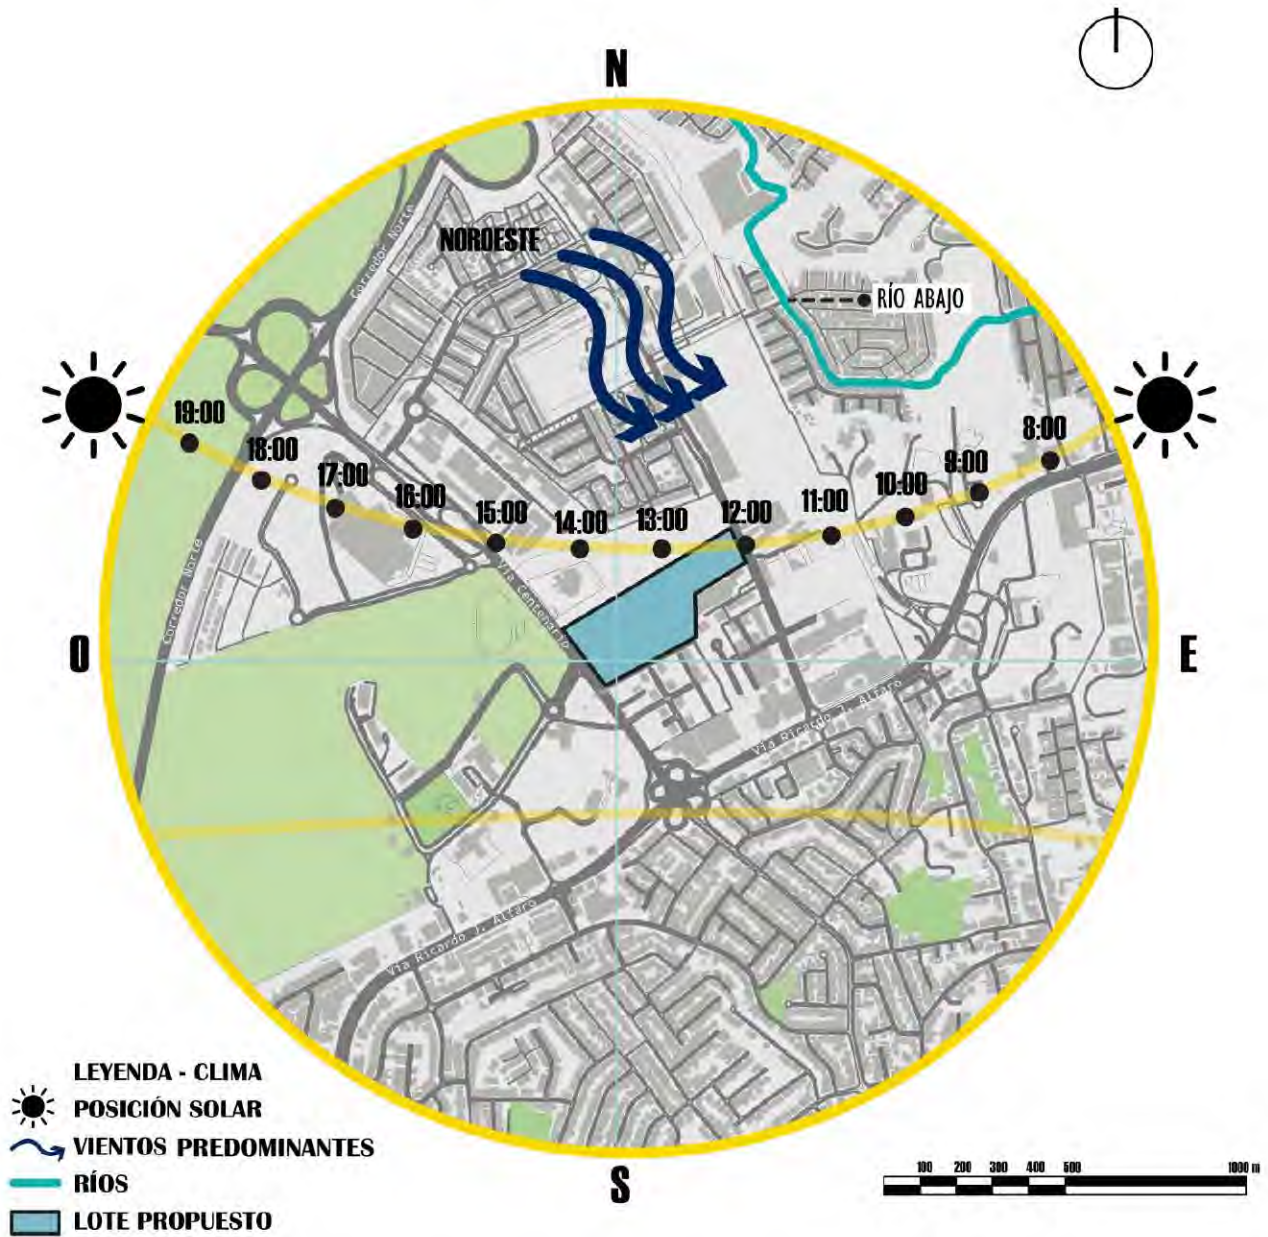 N
Corredor Norte
NOROESTE
RÍO ABAJO
19:00
18:00
17:00
16:00
15:00
14:00
13:00
12:00
11:00
10:00
9:00
8:00
Corredor Norte
Vía Centenario
O
E
Vía Ricardo J. Alfaro
Vía Ricardo J. Alfaro
S
LEYENDA - CLIMA
POSICIÓN SOLAR
VIENTOS PREDOMINANTES
RÍOS
LOTE PROPUESTO
100 200 300 400 500 1000 m